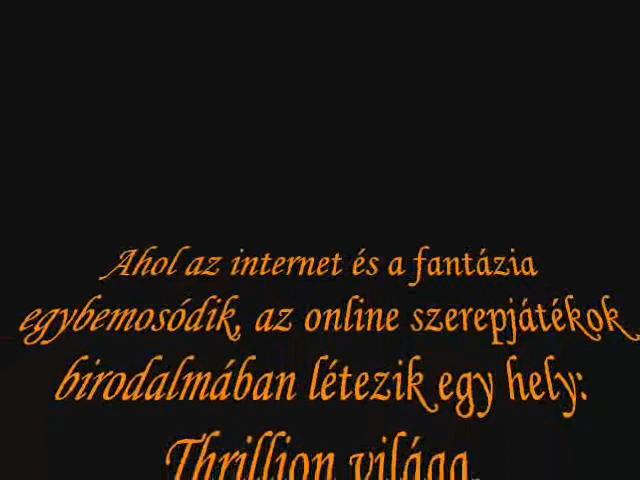 Ahol az internet és a fantázia
egybemosódik, az online szerepjátékok
birodalmában létezik egy hely:
Thrillion világa.